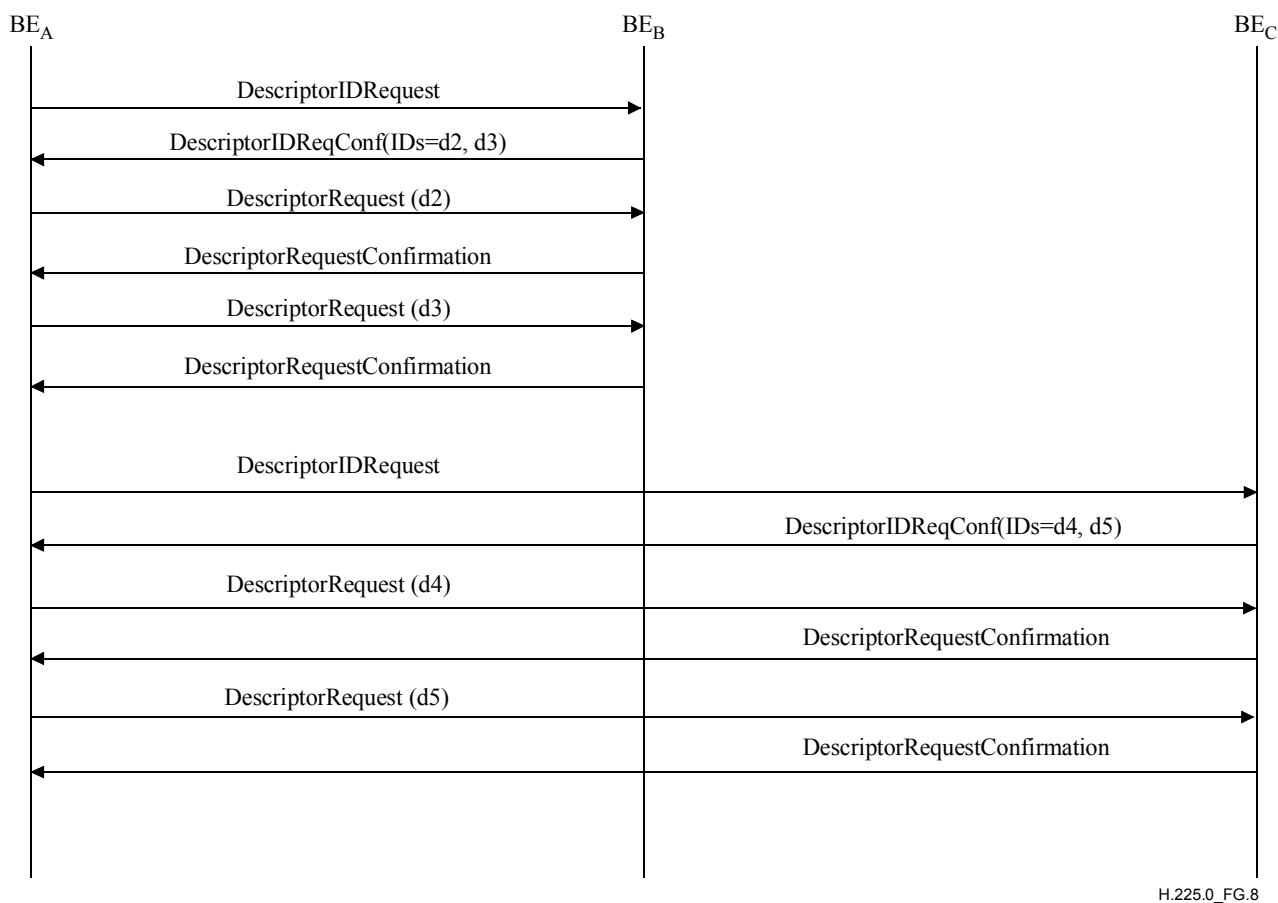 BEA BEB BEC
DescriptorIDRequest
DescriptorIDReqConf(IDs=d2, d3)
DescriptorRequest (d2)
DescriptorRequestConfirmation
DescriptorRequest (d3)
DescriptorRequestConfirmation
DescriptorIDRequest
DescriptorIDReqConf(IDs=d4, d5)
DescriptorRequest (d4)
DescriptorRequestConfirmation
DescriptorRequest (d5)
DescriptorRequestConfirmation
H.225.0_FG.8